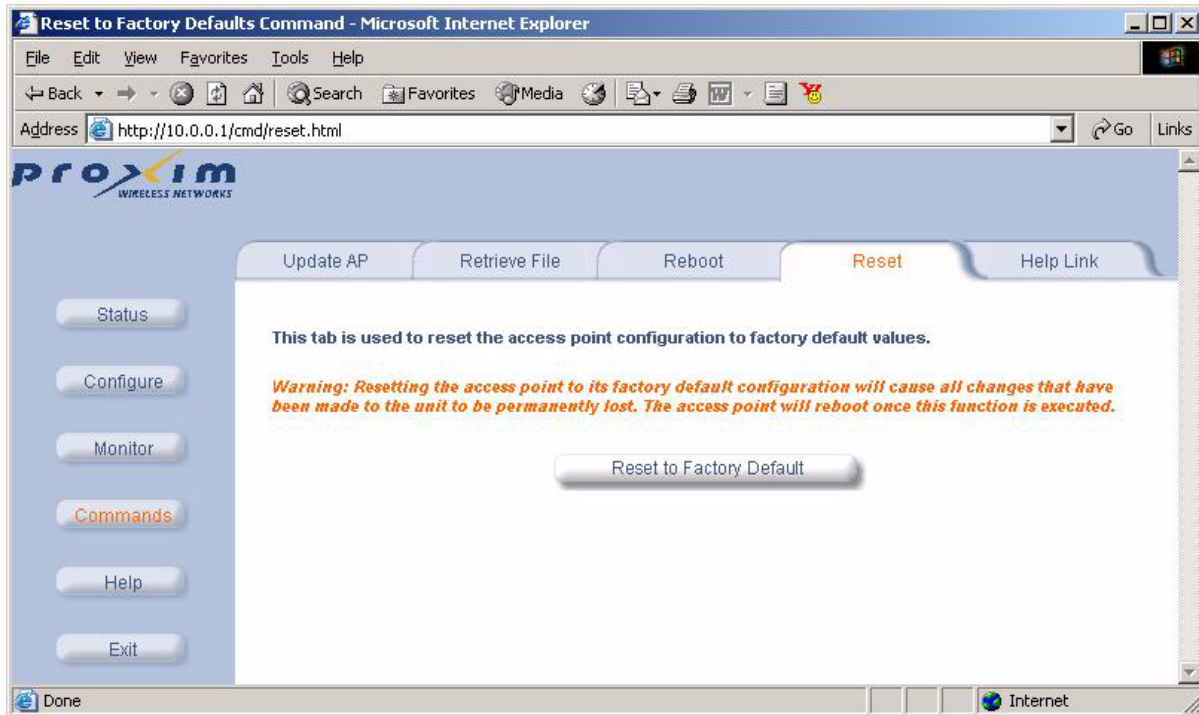 Reset to Factory Defaults Command - Microsoft Internet Explorer
File Edit View Favorites Tools Help
Back Search Favorites Media
Address http://10.0.0.1/cmd/reset.html Go Links
proxim
WIRELESS NETWORKS
Update AP Retrieve File Reboot Reset Help Link
Status
Configure
Monitor
Commands
Help
Exit
This tab is used to reset the access point configuration to factory default values.
Warning: Resetting the access point to its factory default configuration will cause all changes that have
been made to the unit to be permanently lost. The access point will reboot once this function is executed.
Reset to Factory Default
Done Internet